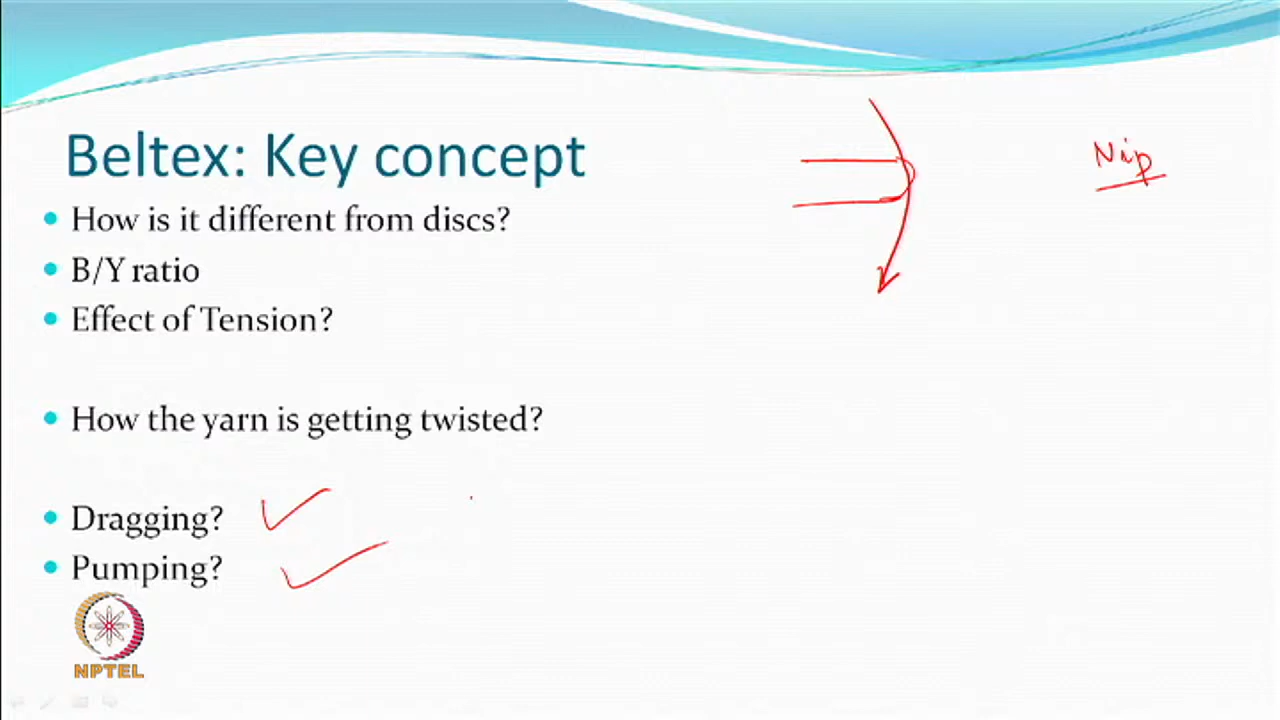 Beltex: Key concept
Nip
How is it different from discs?
B/Y ratio
Effect of Tension?
How the yarn is getting twisted?
Dragging?
Pumping?
NPTEL